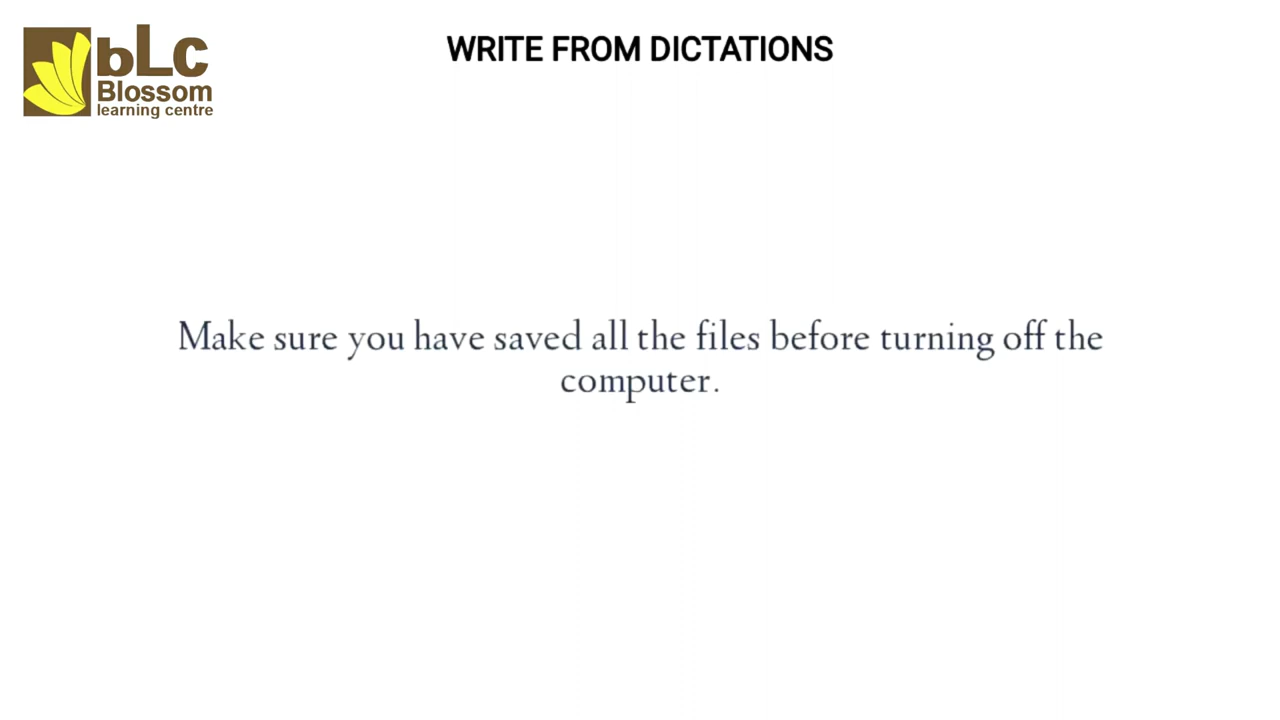 bLC
Blossom
learning centre
WRITE FROM DICTATIONS
Make sure you have saved all the files before turning off the
computer.